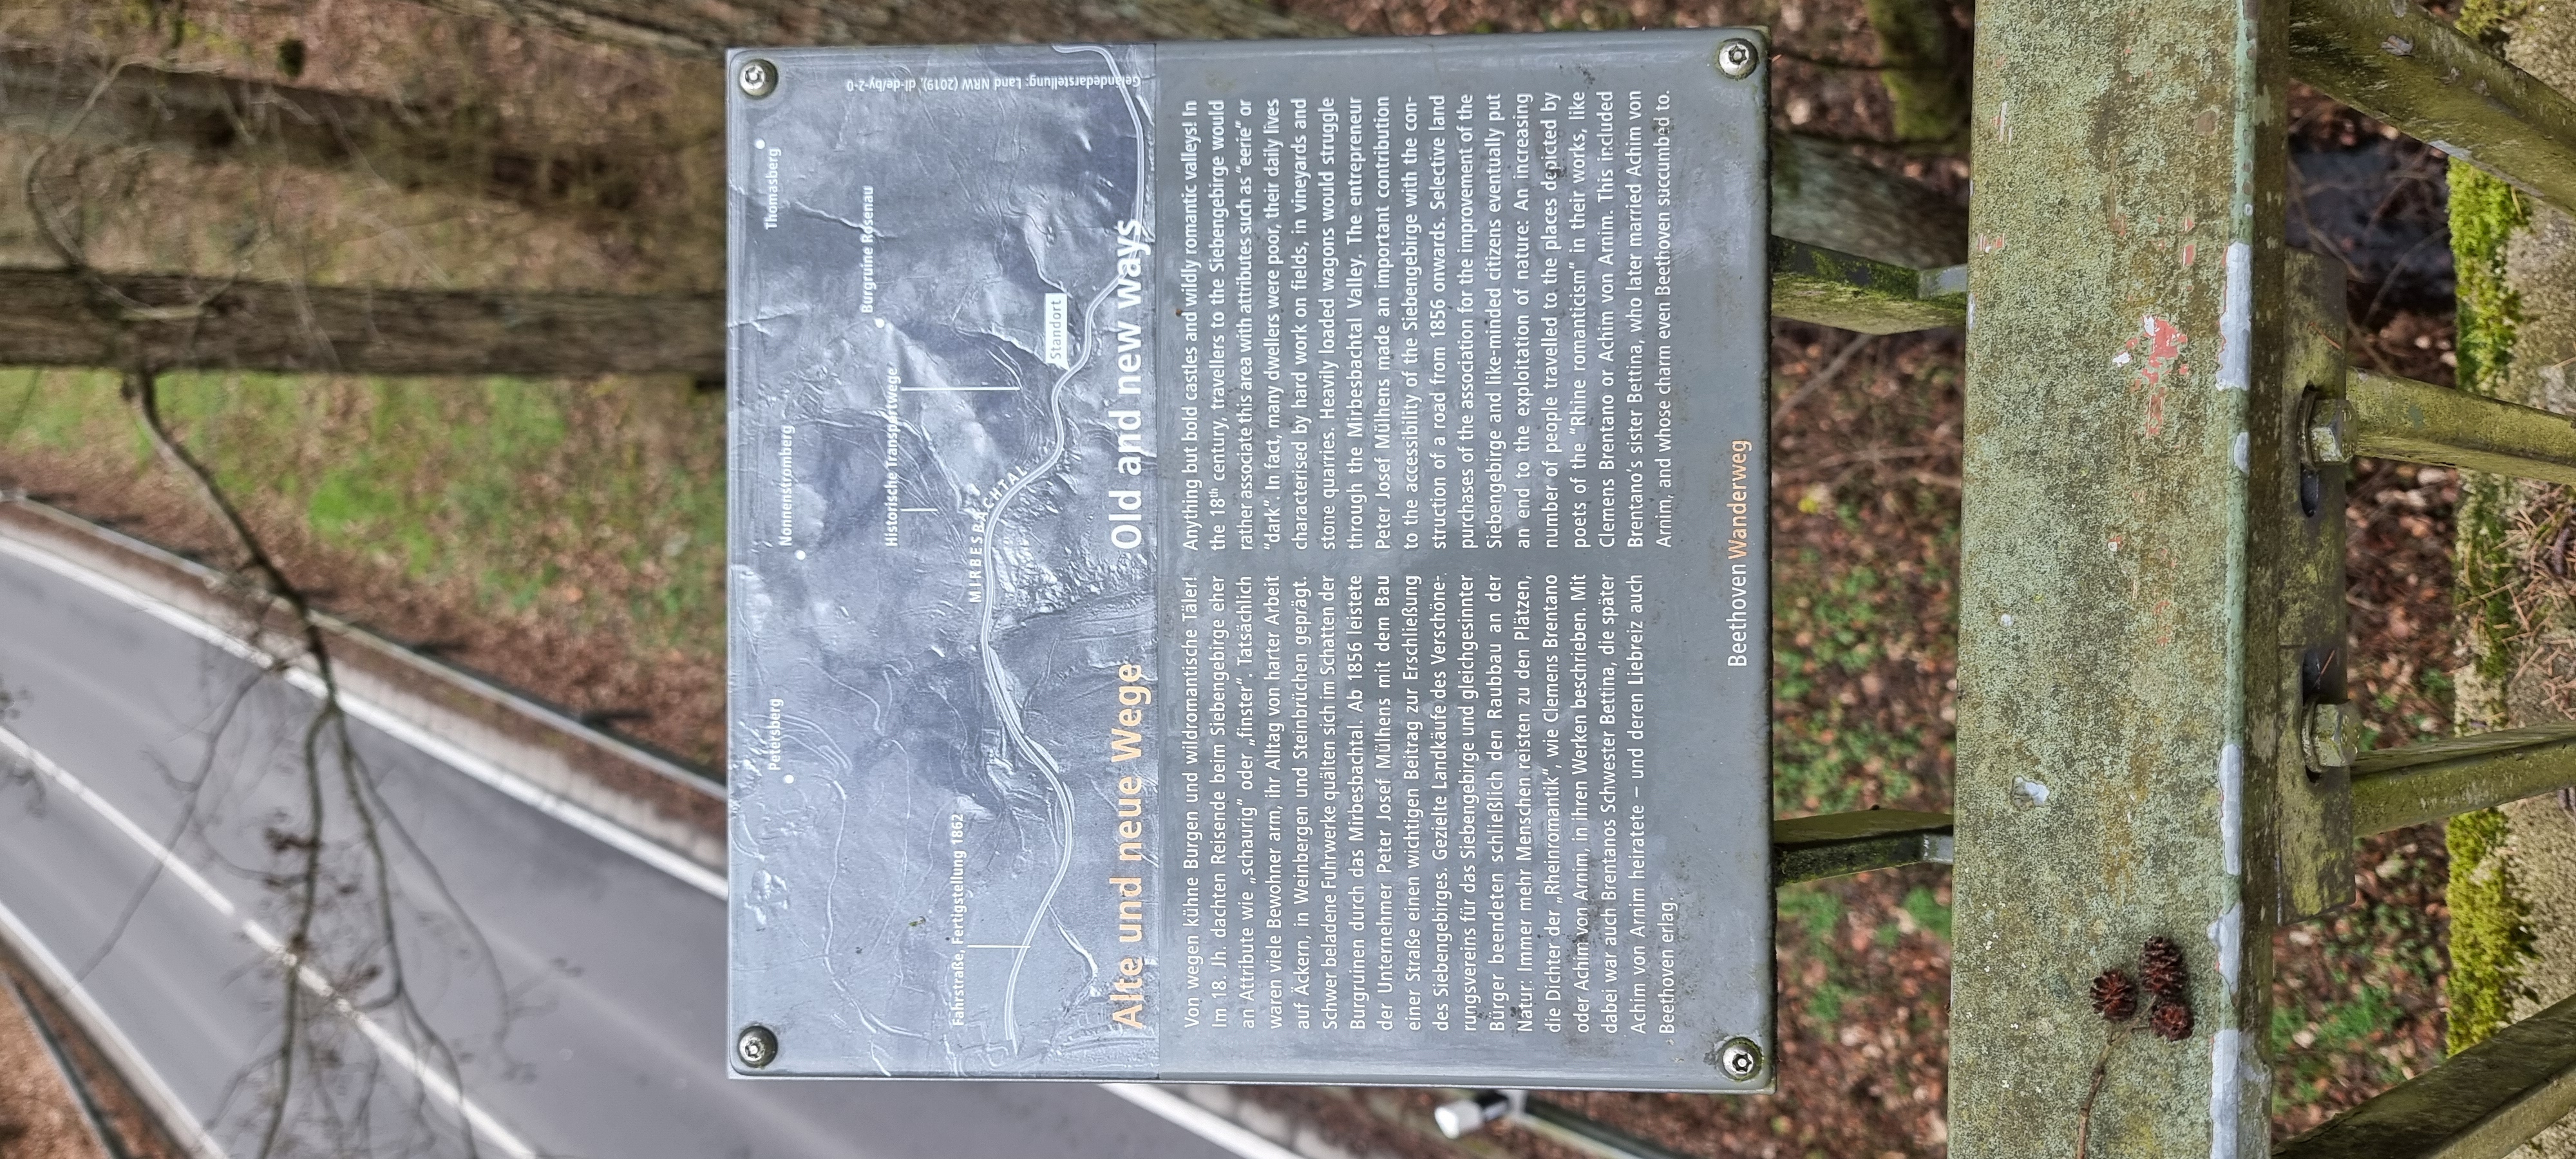 Thomasberg
Petersberg
Nonnenstromberg
Burgruine Rosenau
Historische Transportwege
Fahrstraße, Fertigstellung 1862
MIRBESBACHTAL
Standort
Geländedarstellung: Land NRW (2019), dl-de/by-2-0
Alte und neue Wege
Von wegen kühne Burgen und wildromantische Täler!
Im 18. Jh. dachten Reisende beim Siebengebirge eher
an Attribute wie „schaurig“ oder „finster“. Tatsächlich
waren viele Bewohner arm, ihr Alltag von harter Arbeit
auf Äckern, in Weinbergen und Steinbrüchen geprägt.
Schwer beladene Fuhrwerke quälten sich im Schatten der
Burgruinen durch das Mirbesbachtal. Ab 1856 leistete
der Unternehmer Peter Josef Mülhens mit dem Bau
einer Straße einen wichtigen Beitrag zur Erschließung
des Siebengebirges. Gezielte Landkäufe des Verschöne-
rungsvereins für das Siebengebirge und gleichgesinnter
Bürger beendeten schließlich den Raubbau an der
Natur: Immer mehr Menschen reisten zu den Plätzen,
die Dichter der „Rheinromantik“, wie Clemens Brentano
oder Achim von Arnim, in ihren Werken beschrieben. Mit
dabei war auch Brentanos Schwester Bettina, die später
Achim von Arnim heiratete – und deren Liebreiz auch
Beethoven erlag.
Old and new ways
Anything but bold castles and wildly romantic valleys! In
the 18th century, travellers to the Siebengebirge would
rather associate this area with attributes such as “eerie” or
“dark”. In fact, many dwellers were poor, their daily lives
characterised by hard work on fields, in vineyards and
stone quarries. Heavily loaded wagons would struggle
through the Mirbesbachtal Valley. The entrepreneur
Peter Josef Mülhens made an important contribution
to the accessibility of the Siebengebirge with the con-
struction of a road from 1856 onwards. Selective land
purchases of the association for the improvement of the
Siebengebirge and like-minded citizens eventually put
an end to the exploitation of nature. An increasing
number of people travelled to the places depicted by
poets of the “Rhine romanticism” in their works, like
Clemens Brentano or Achim von Arnim. This included
Brentano’s sister Bettina, who later married Achim von
Arnim, and whose charm even Beethoven succumbed to.
Beethoven Wanderweg